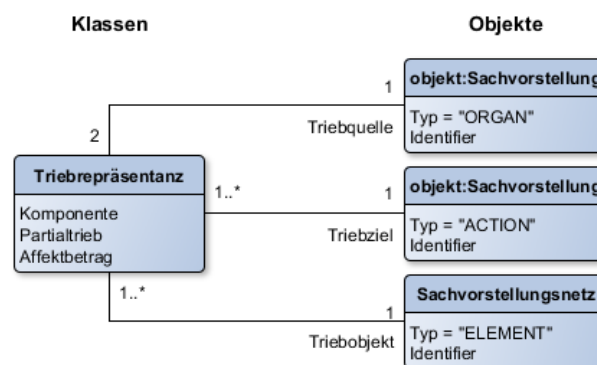 Klassen
Objekte
objekt:Sachvorstellung
Typ = "ORGAN"
Identifier
1
Triebquelle
2
Triebrepräsentanz
Komponente
Partialtrieb
Affektbetrag
1..*
1
Triebziel
objekt:Sachvorstellung
Typ = "ACTION"
Identifier
1..*
1
Triebobjekt
Sachvorstellungsnetz
Typ = "ELEMENT"
Identifier